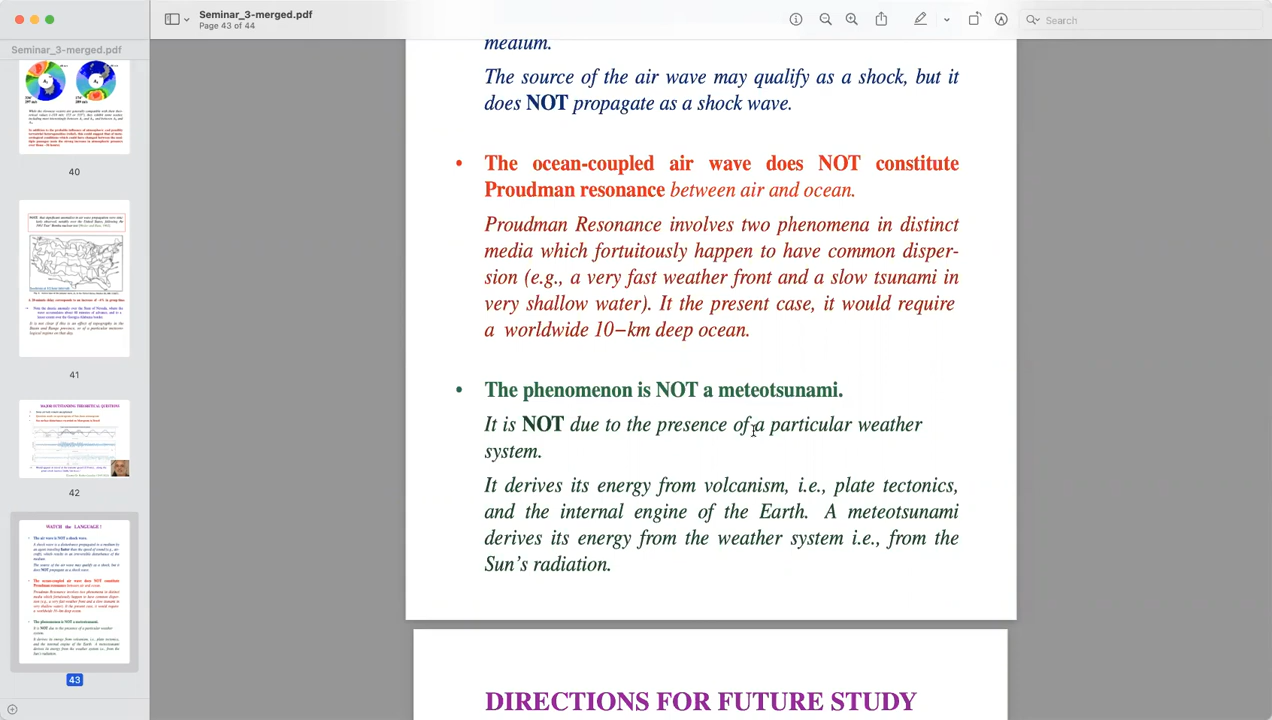 Seminar_3-merged.pdf
Page 43 of 44
Search
Seminar_3-merged.pdf
40
41
MAJOR OUTSTANDING THEORETICAL QUESTIONS
42
WATCH the LANGUAGE !
43
medium.
The source of the air wave may qualify as a shock, but it
does NOT propagate as a shock wave.
• The ocean-coupled air wave does NOT constitute
Proudman resonance between air and ocean.
Proudman Resonance involves two phenomena in distinct
media which fortuitously happen to have common disper-
sion (e.g., a very fast weather front and a slow tsunami in
very shallow water). It the present case, it would require
a worldwide 10−km deep ocean.
• The phenomenon is NOT a meteotsunami.
It is NOT due to the presence of a particular weather
system.
It derives its energy from volcanism, i.e., plate tectonics,
and the internal engine of the Earth. A meteotsunami
derives its energy from the weather system i.e., from the
Sun's radiation.
DIRECTIONS FOR FUTURE STUDY